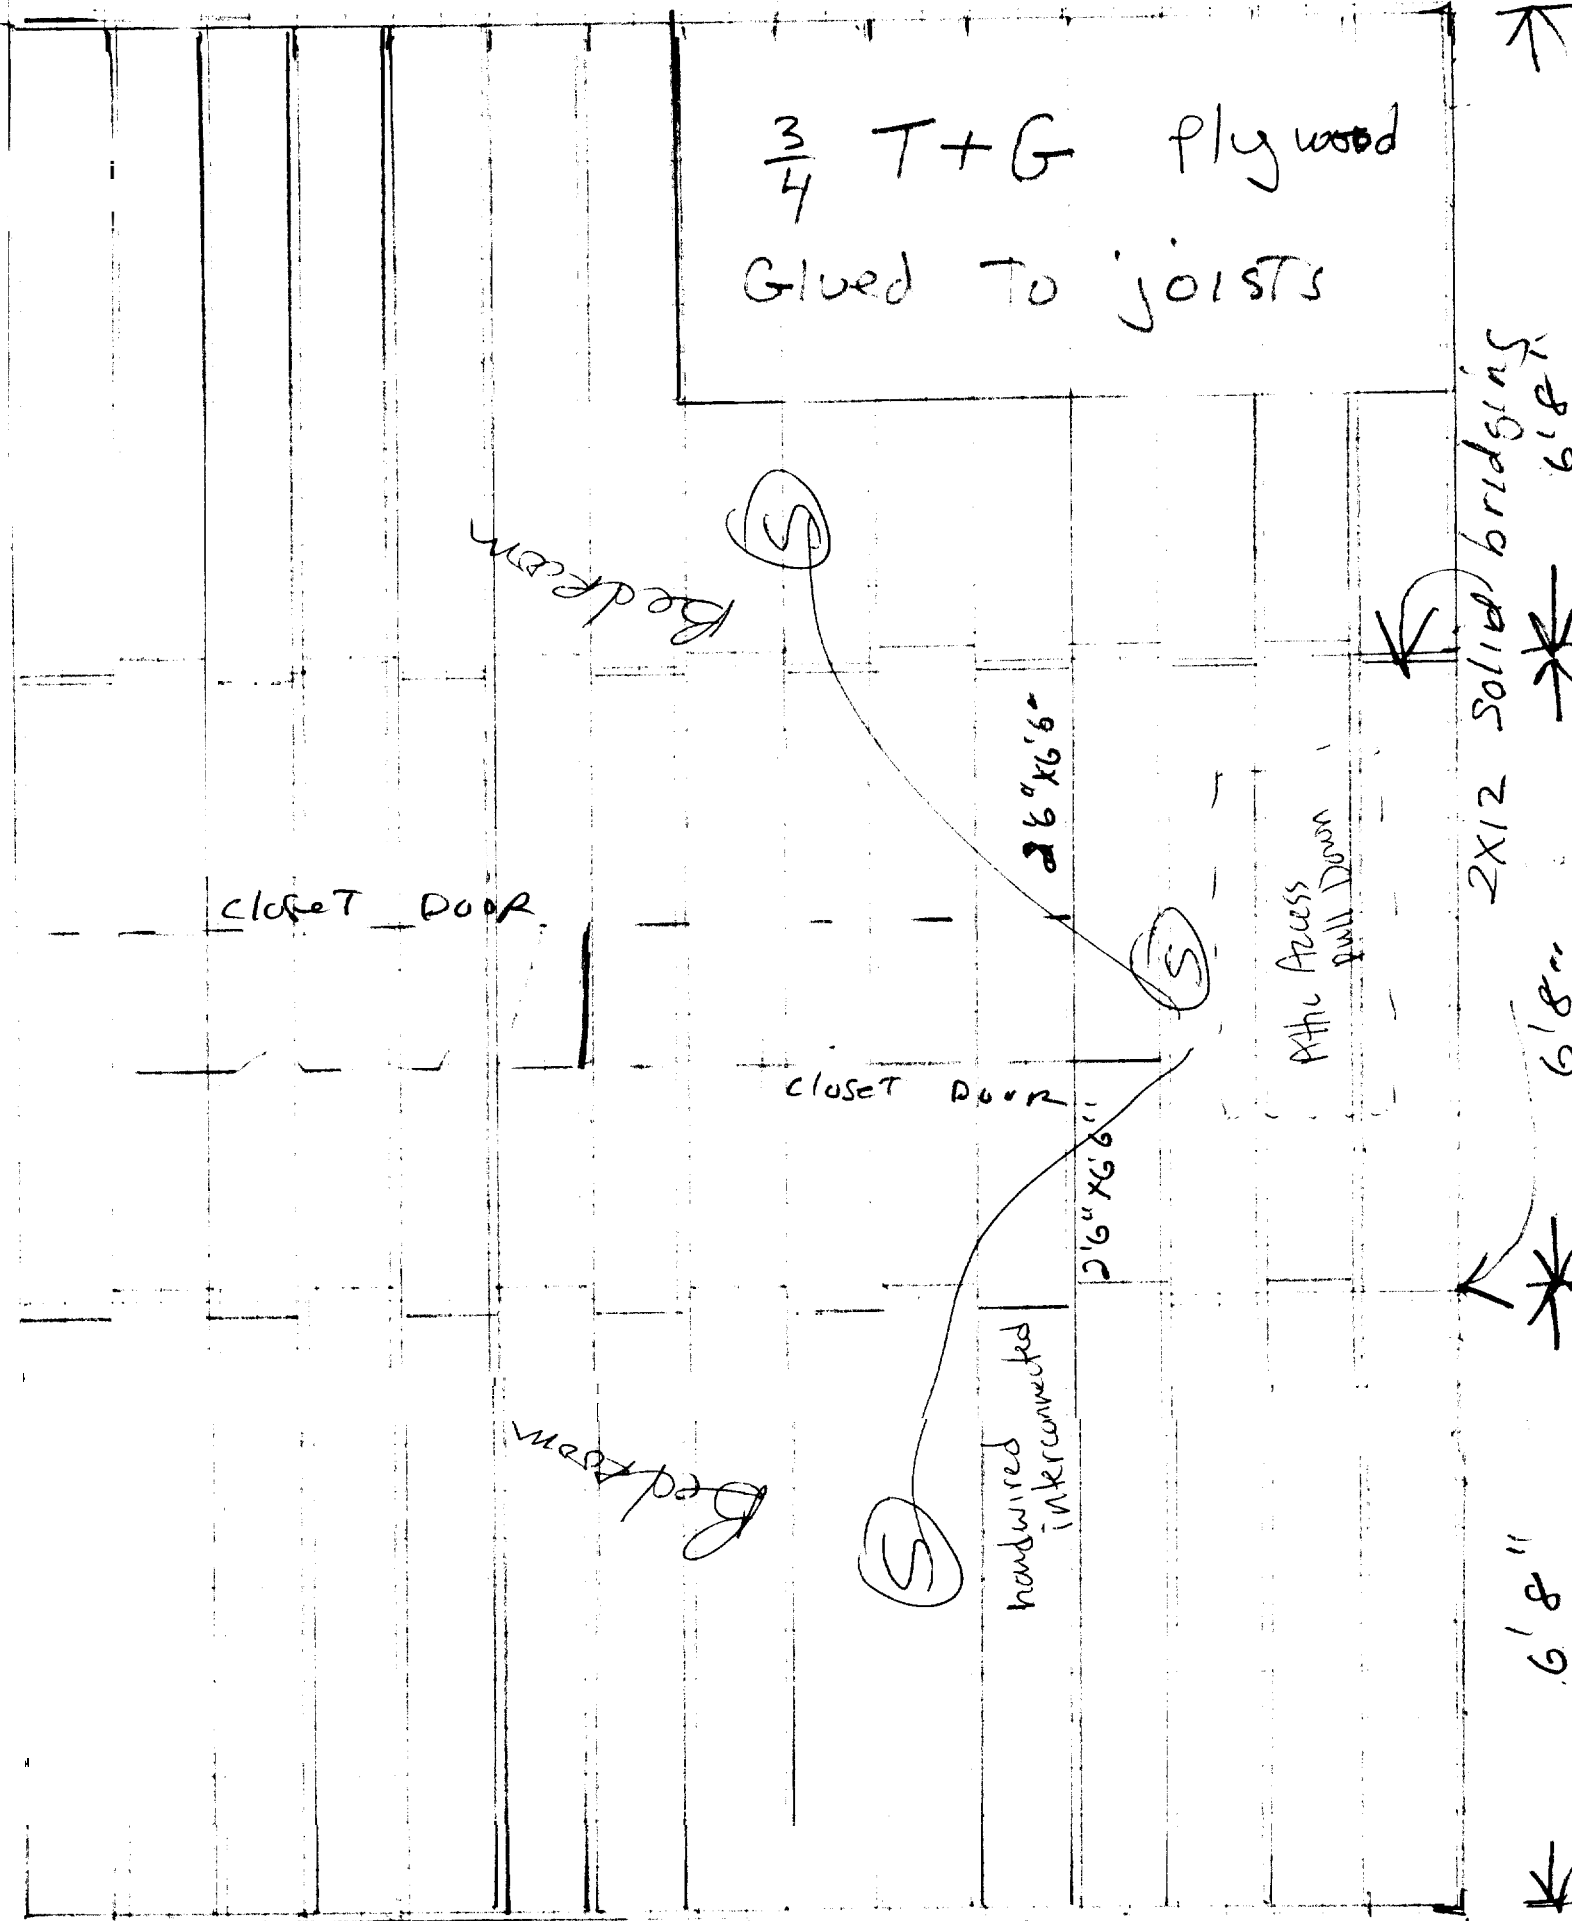 3/4 T+G Plywood
Glued To joists
2x12 Solid bridging
6'8"
S
BedRoom
2'6"x6'6"
Closet Door
S
Attic Access
Pull Down
6'8"
Closet Door
2'6"x6'6"
hardwired
interconnected
BedRoom
S
6'8"